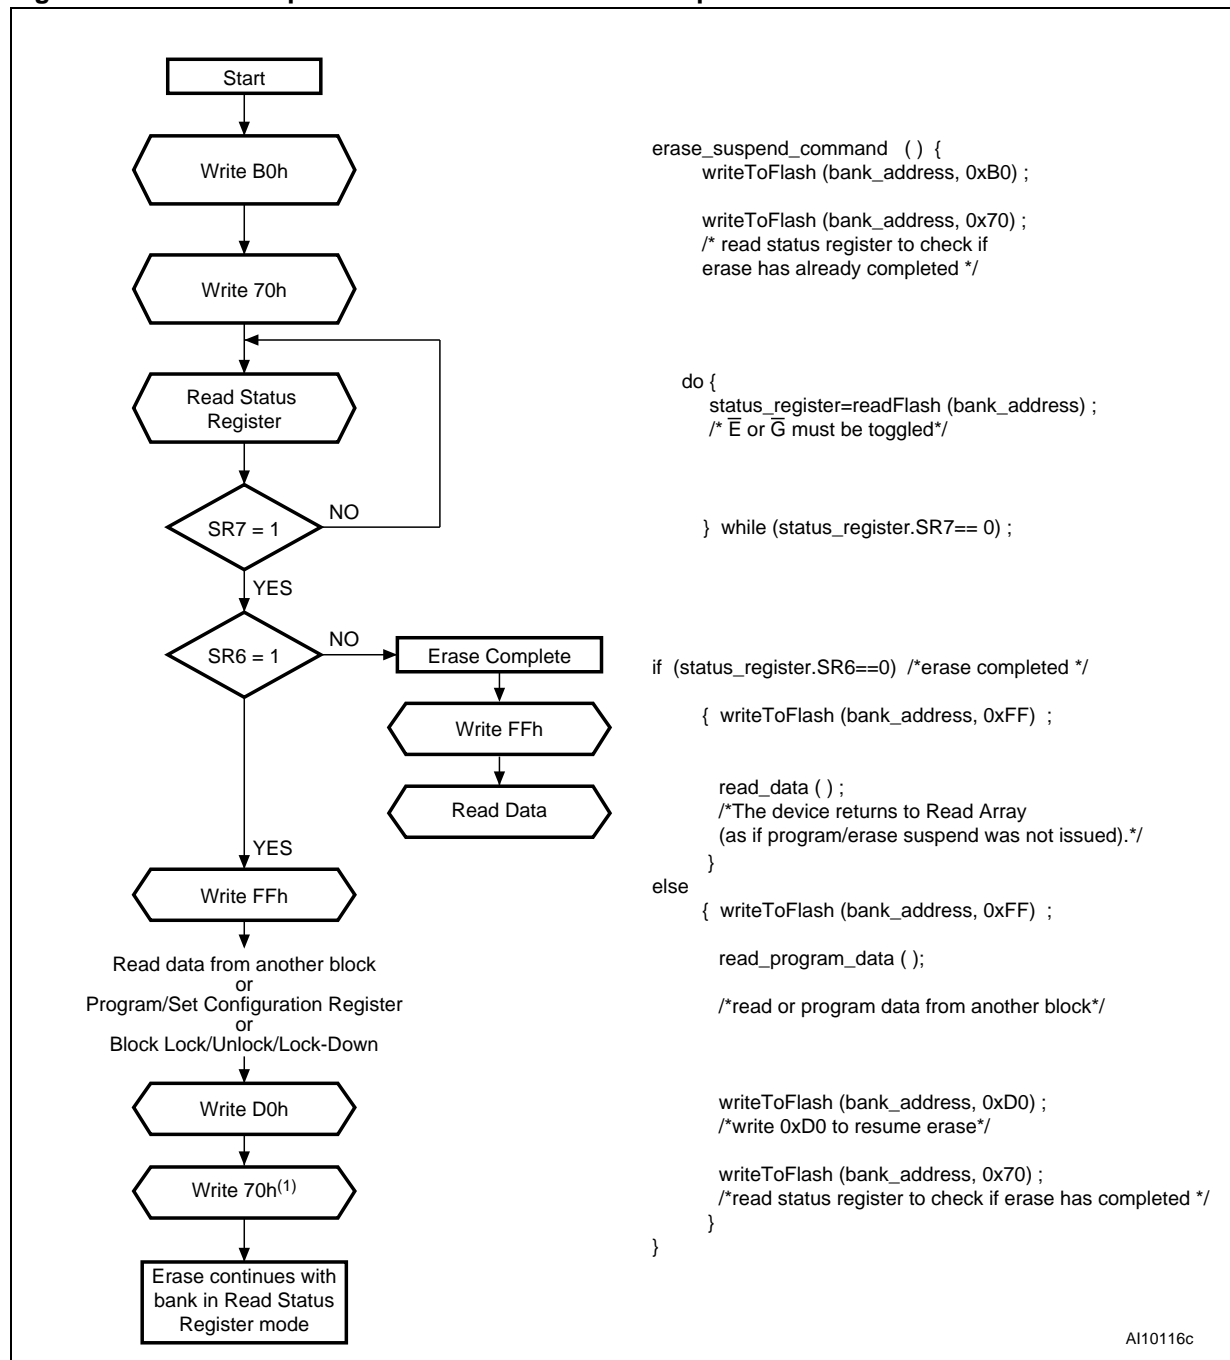 Start
Write B0h
Write 70h
Read Status
Register
SR7 = 1
NO
YES
SR6 = 1
NO
Erase Complete
Write FFh
Read Data
YES
Write FFh
Read data from another block
or
Program/Set Configuration Register
or
Block Lock/Unlock/Lock-Down
Write D0h
Write 70h(1)
Erase continues with
bank in Read Status
Register mode
erase_suspend_command ( ) {
writeToFlash (bank_address, 0xB0) ;
writeToFlash (bank_address, 0x70) ;
/* read status register to check if
erase has already completed */
do {
status_register=readFlash (bank_address) ;
/* E̅ or G̅ must be toggled*/
} while (status_register.SR7== 0) ;
if (status_register.SR6==0) /*erase completed */
{ writeToFlash (bank_address, 0xFF) ;
read_data ( ) ;
/*The device returns to Read Array
(as if program/erase suspend was not issued).*/
}
else
{ writeToFlash (bank_address, 0xFF) ;
read_program_data ( );
/*read or program data from another block*/
writeToFlash (bank_address, 0xD0) ;
/*write 0xD0 to resume erase*/
writeToFlash (bank_address, 0x70) ;
/*read status register to check if erase has completed */
}
}
AI10116c